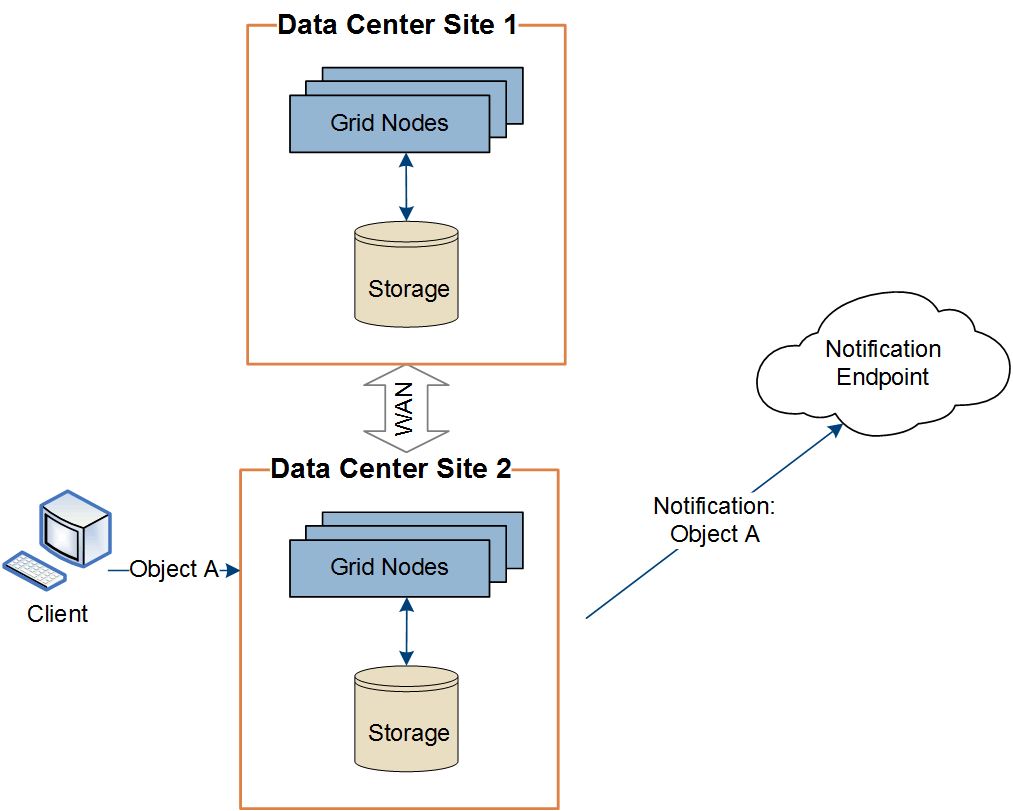 Data Center Site 1
Grid Nodes
Storage
Notification
Endpoint
WAN
Data Center Site 2
Notification:
Object A
Grid Nodes
Object A
Client
Storage